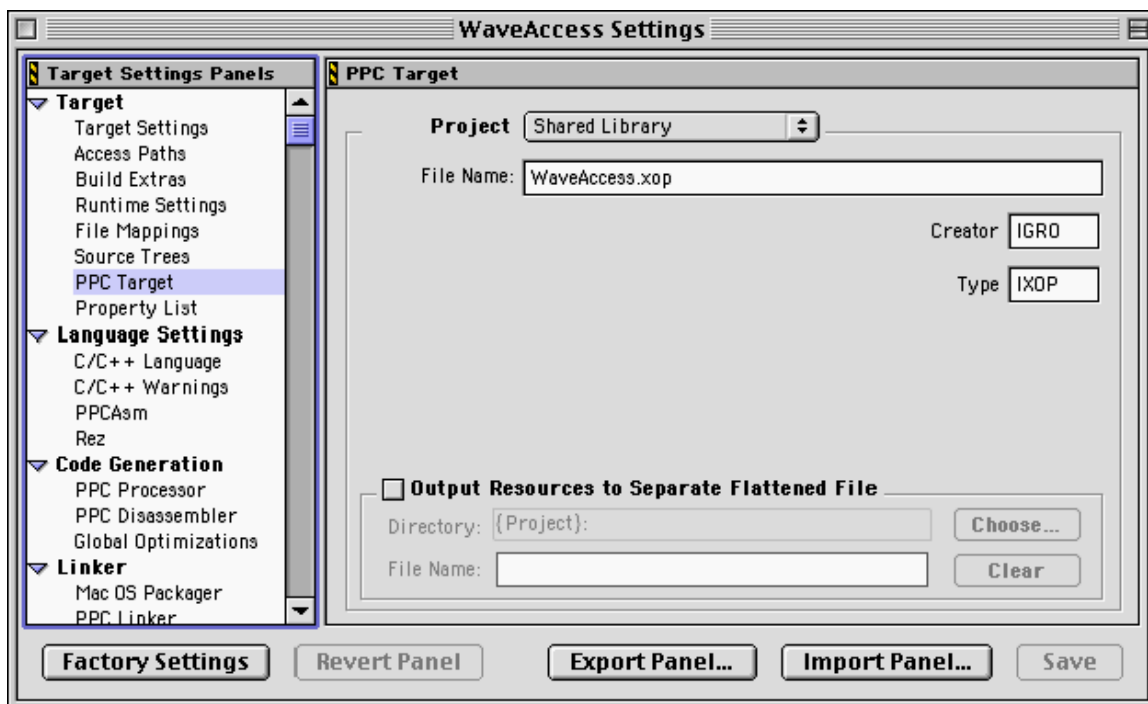 WaveAccess Settings
Target Settings Panels
Target
Target Settings
Access Paths
Build Extras
Runtime Settings
File Mappings
Source Trees
PPC Target
Property List
Language Settings
C/C++ Language
C/C++ Warnings
PPCAsm
Rez
Code Generation
PPC Processor
PPC Disassembler
Global Optimizations
Linker
Mac OS Packager
PPC Linker
PPC Target
Project Shared Library
File Name: WaveAccess.xop
Creator IGR0
Type IXOP
Output Resources to Separate Flattened File
Directory: {Project}: Choose...
File Name: Clear
Factory Settings Revert Panel Export Panel... Import Panel... Save